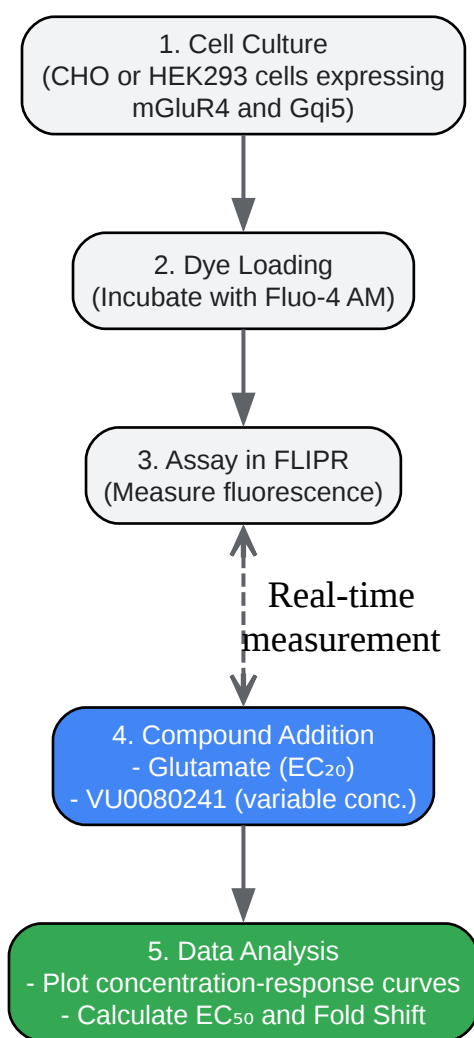 1. Cell Culture
(CHO or HEK293 cells expressing
mGluR4 and Gqi5)
2. Dye Loading
(Incubate with Fluo-4 AM)
3. Assay in FLIPR
(Measure fluorescence)
Real-time
measurement
4. Compound Addition
- Glutamate (EC₂₀)
- VU0080241 (variable conc.)
5. Data Analysis
- Plot concentration-response curves
- Calculate EC₅₀ and Fold Shift